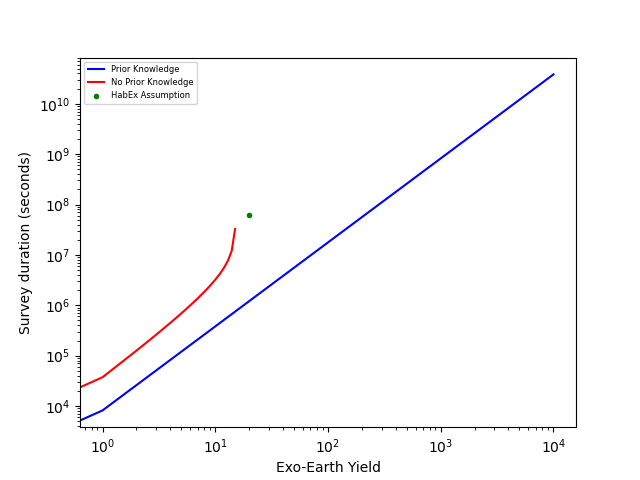 Prior Knowledge
No Prior Knowledge
HabEx Assumption
Survey duration (seconds)
10^10
10^9
10^8
10^7
10^6
10^5
10^4
10^0
10^1
10^2
10^3
10^4
Exo-Earth Yield